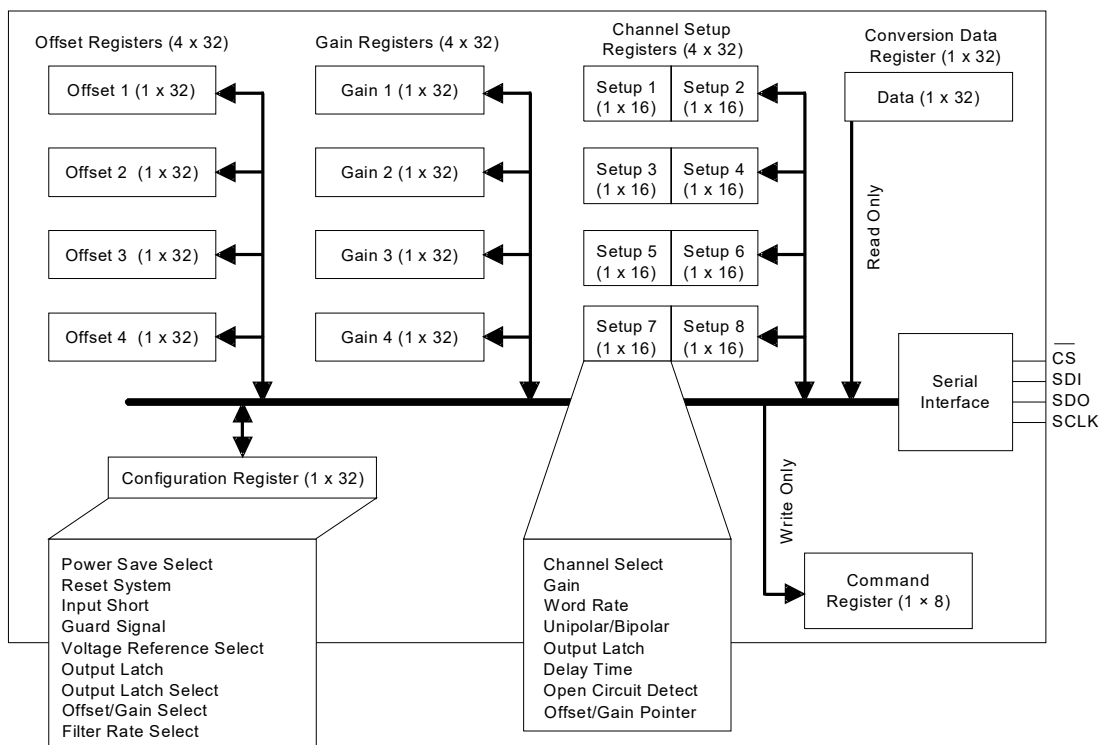 Offset Registers (4 x 32)
Offset 1 (1 x 32)
Offset 2 (1 x 32)
Offset 3 (1 x 32)
Offset 4 (1 x 32)
Gain Registers (4 x 32)
Gain 1 (1 x 32)
Gain 2 (1 x 32)
Gain 3 (1 x 32)
Gain 4 (1 x 32)
Channel Setup
Registers (4 x 32)
Setup 1
(1 x 16)
Setup 2
(1 x 16)
Setup 3
(1 x 16)
Setup 4
(1 x 16)
Setup 5
(1 x 16)
Setup 6
(1 x 16)
Setup 7
(1 x 16)
Setup 8
(1 x 16)
Conversion Data
Register (1 x 32)
Data (1 x 32)
Read Only
Serial
Interface
CS
SDI
SDO
SCLK
Configuration Register (1 x 32)
Power Save Select
Reset System
Input Short
Guard Signal
Voltage Reference Select
Output Latch
Output Latch Select
Offset/Gain Select
Filter Rate Select
Channel Select
Gain
Word Rate
Unipolar/Bipolar
Output Latch
Delay Time
Open Circuit Detect
Offset/Gain Pointer
Write Only
Command
Register (1 × 8)